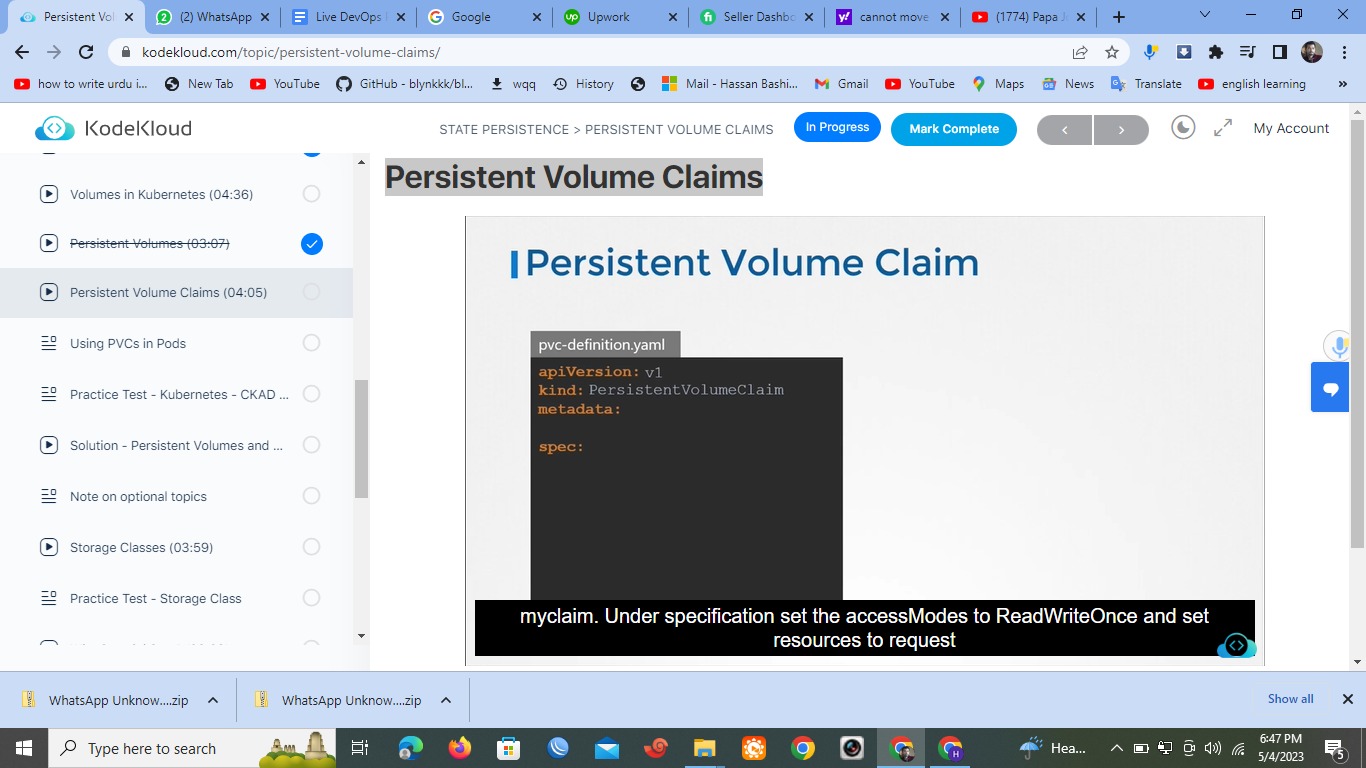 Persistent Vol
(2) WhatsApp
Live DevOps
Google
Upwork
Seller Dashbo
cannot move
(1774) Papa J
kodekloud.com/topic/persistent-volume-claims/
how to write urdu i...
New Tab
YouTube
GitHub - blynkkk/bl...
wqq
History
Mail - Hassan Bashi...
Gmail
YouTube
Maps
News
Translate
english learning
»
KodeKloud
STATE PERSISTENCE > PERSISTENT VOLUME CLAIMS
In Progress
Mark Complete
<
>
My Account
Volumes in Kubernetes (04:36)
Persistent Volumes (03:07)
Persistent Volume Claims (04:05)
Using PVCs in Pods
Practice Test - Kubernetes - CKAD ...
Solution - Persistent Volumes and ...
Note on optional topics
Storage Classes (03:59)
Practice Test - Storage Class
Persistent Volume Claims
Persistent Volume Claim
pvc-definition.yaml
apiVersion: v1
kind: PersistentVolumeClaim
metadata:
spec:
myclaim. Under specification set the accessModes to ReadWriteOnce and set
resources to request
WhatsApp Unknow....zip
WhatsApp Unknow....zip
Show all
Type here to search
Hea...
6:47 PM
5/4/2023
5